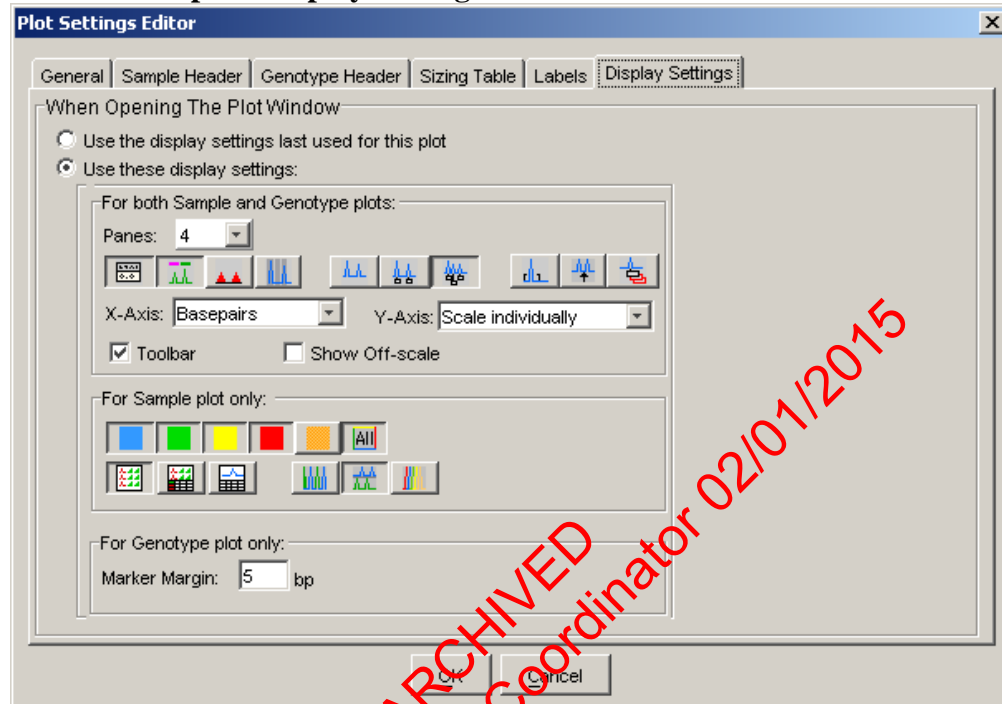 Plot Settings Editor
General Sample Header Genotype Header Sizing Table Labels Display Settings
When Opening The Plot Window
Use the display settings last used for this plot
Use these display settings:
For both Sample and Genotype plots:
Panes: 4
X-Axis: Basepairs Y-Axis: Scale individually
Toolbar Show Off-scale
For Sample plot only:
All
For Genotype plot only:
Marker Margin: 5 bp
OK Cancel
ARCHIVED
Coordinator 02/01/2015